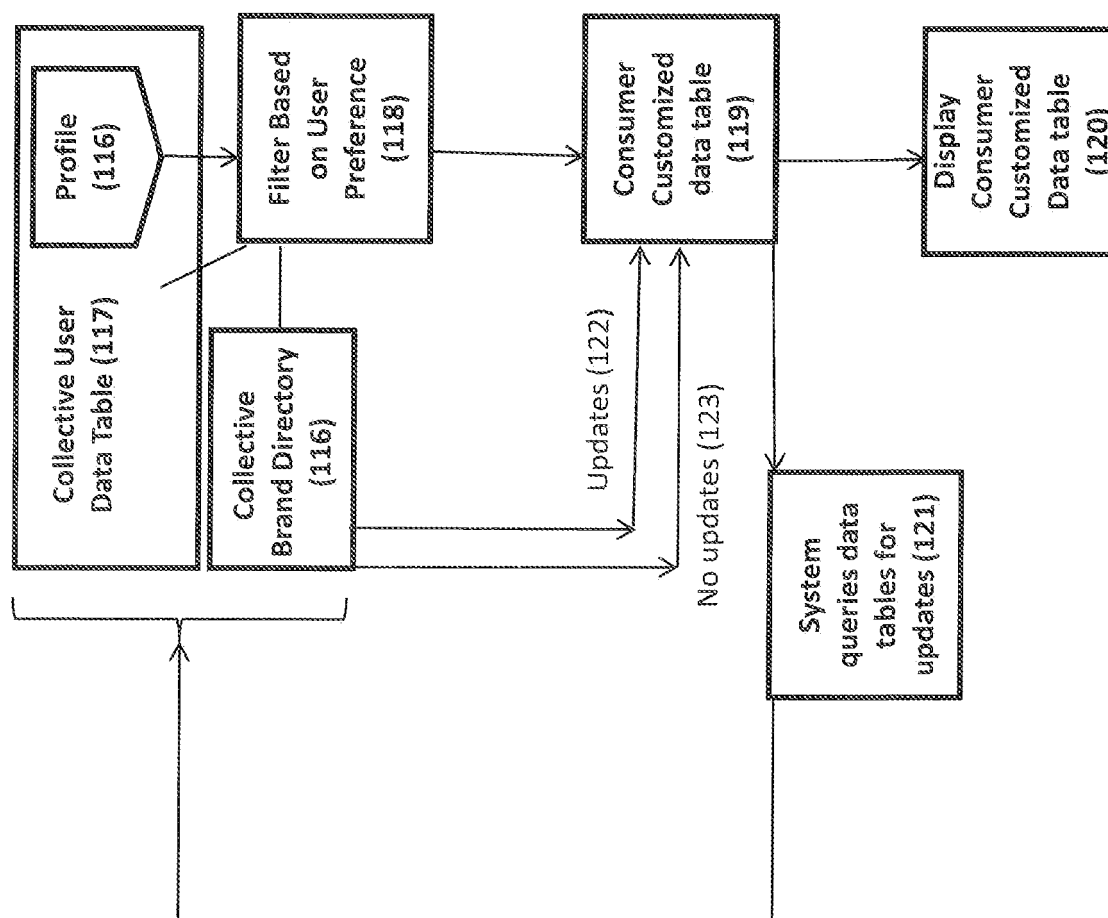 Profile
(116)
Collective User
Data Table (117)
Filter Based
on User
Preference
(118)
Collective
Brand Directory
(116)
Updates (122)
No updates (123)
Consumer
Customized
data table
(119)
System
queries data
tables for
updates (121)
Display
Consumer
Customized
Data table
(120)